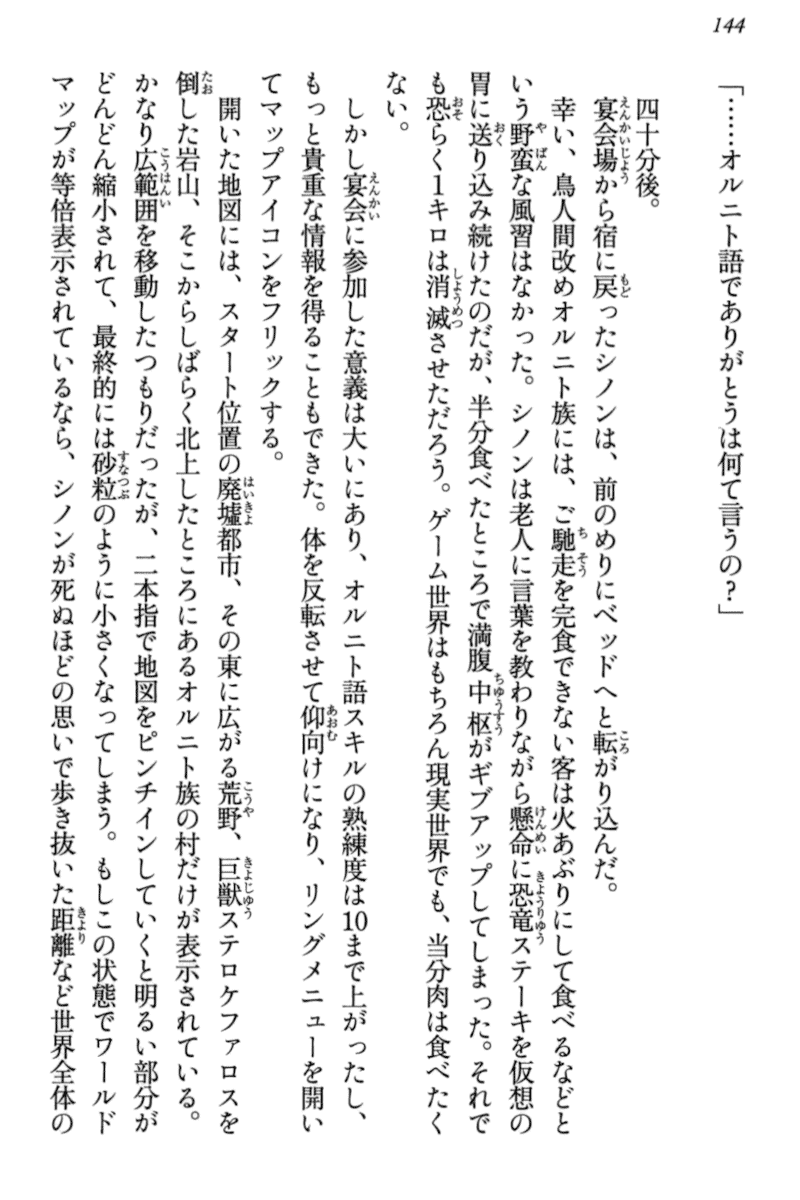 144
「……オルニト語でありがとうは何て言うの？」
四十分後。
宴会場から宿に戻ったシノンは、前のめりにベッドへと転がり込んだ。
幸い、鳥人間改めオルニト族には、ご馳走を完食できない客は火あぶりにして食べるなどと
いう野蛮な風習はなかった。シノンは老人に言葉を教わりながら懸命に恐竜ステーキを仮想の
胃に送り込み続けたのだが、半分食べたところで満腹中枢がギブアップしてしまった。それで
も恐らく1キロは消滅させただろう。ゲーム世界はもちろん現実世界でも、当分肉は食べたく
ない。
しかし宴会に参加した意義は大いにあり、オルニト語スキルの熟練度は10まで上がったし、
もっと貴重な情報を得ることもできた。体を反転させて仰向けになり、リングメニューを開い
てマップアイコンをフリックする。
開いた地図には、スタート位置の廃墟都市、その東に広がる荒野、巨獣ステロケファロスを
倒した岩山、そこからしばらく北上したところにあるオルニト族の村だけが表示されている。
かなり広範囲を移動したつもりだったが、二本指で地図をピンチインしていくと明るい部分が
どんどん縮小されて、最終的には砂粒のように小さくなってしまう。もしこの状態でワールド
マップが等倍表示されているなら、シノンが死ぬほどの思いで歩き抜いた距離など世界全体の